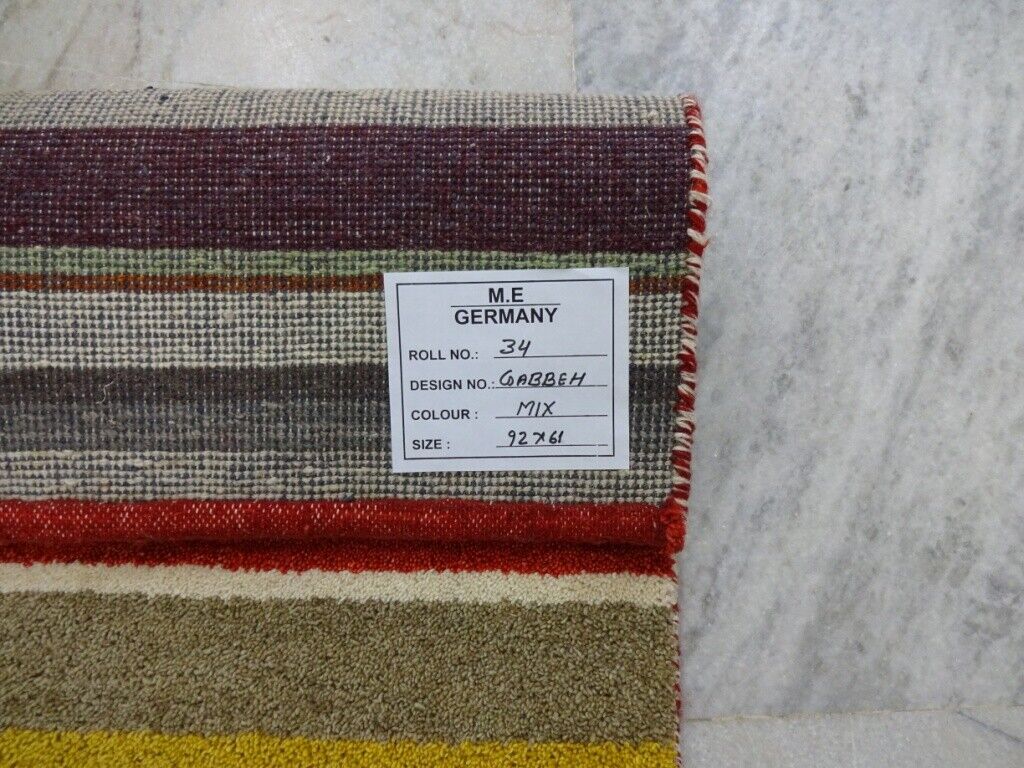 M.E
GERMANY
ROLL NO.: 34
DESIGN NO.: GABBEH
COLOUR : MIX
SIZE : 92x61